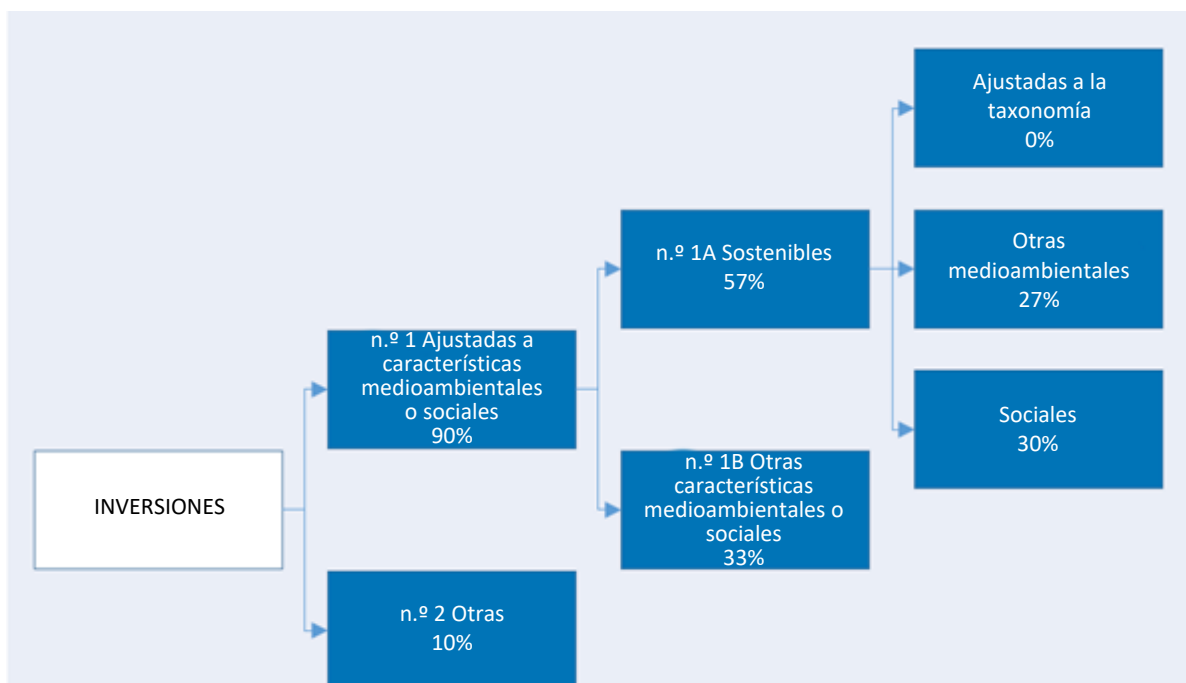 INVERSIONES
n.º 1 Ajustadas a
características
medioambientales
o sociales
90%
n.º 2 Otras
10%
n.º 1A Sostenibles
57%
n.º 1B Otras
características
medioambientales o
sociales
33%
Ajustadas a la
taxonomía
0%
Otras
medioambientales
27%
Sociales
30%